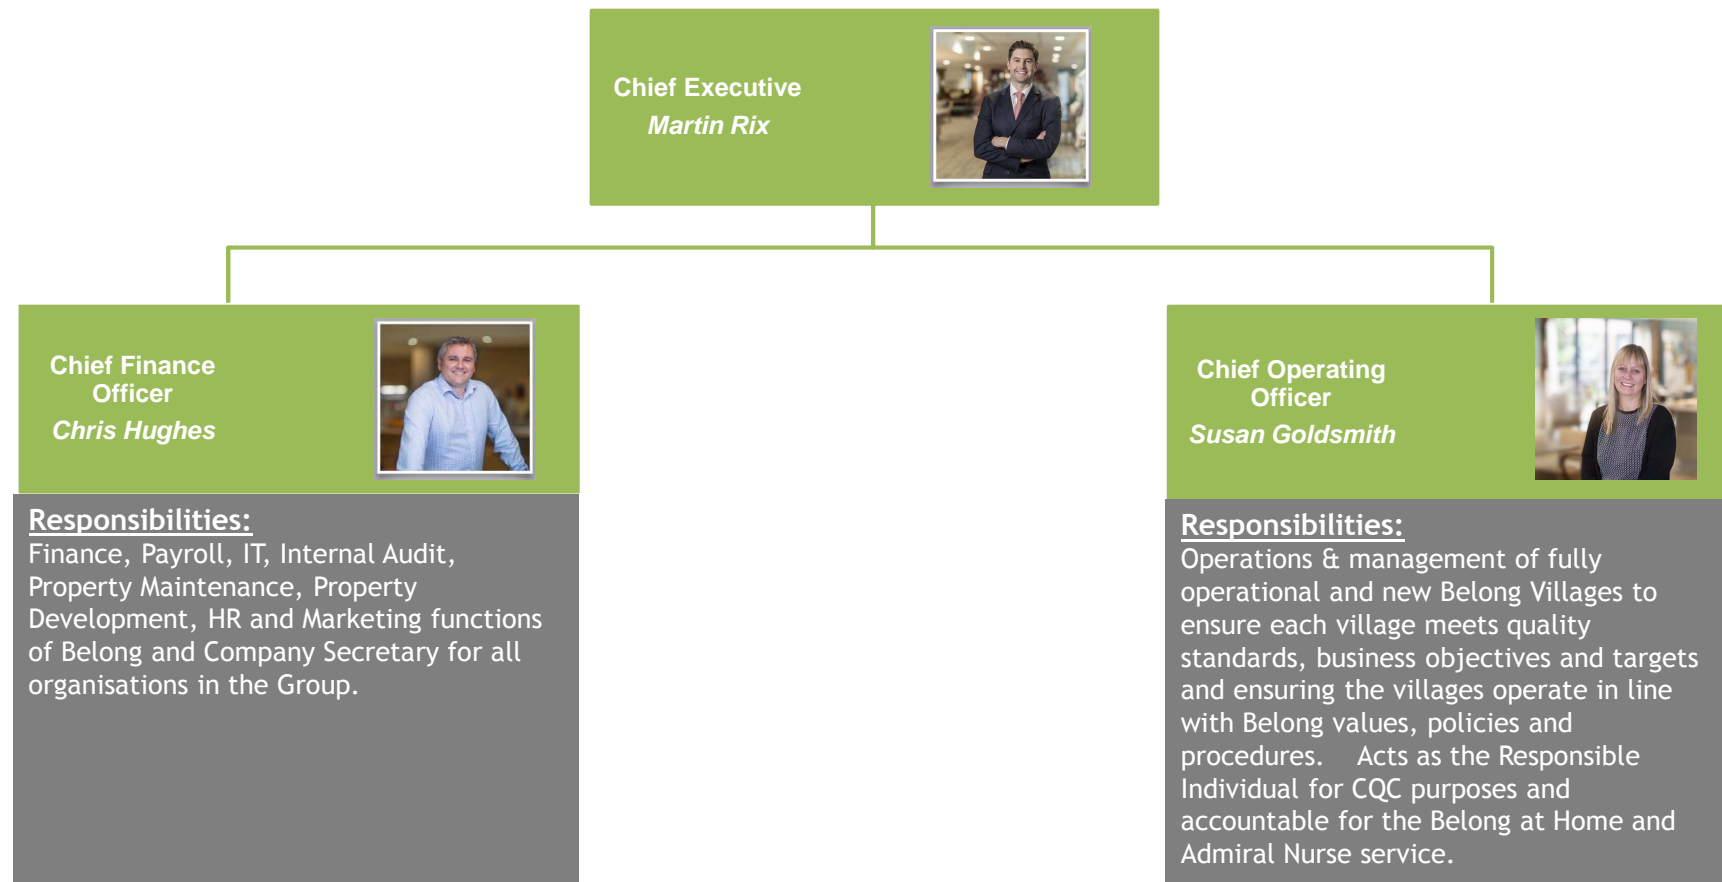 Chief Executive
Martin Rix
Chief Finance
Officer
Chris Hughes
Responsibilities:
Finance, Payroll, IT, Internal Audit,
Property Maintenance, Property
Development, HR and Marketing functions
of Belong and Company Secretary for all
organisations in the Group.
Chief Operating
Officer
Susan Goldsmith
Responsibilities:
Operations & management of fully
operational and new Belong Villages to
ensure each village meets quality
standards, business objectives and targets
and ensuring the villages operate in line
with Belong values, policies and
procedures.    Acts as the Responsible
Individual for CQC purposes and
accountable for the Belong at Home and
Admiral Nurse service.